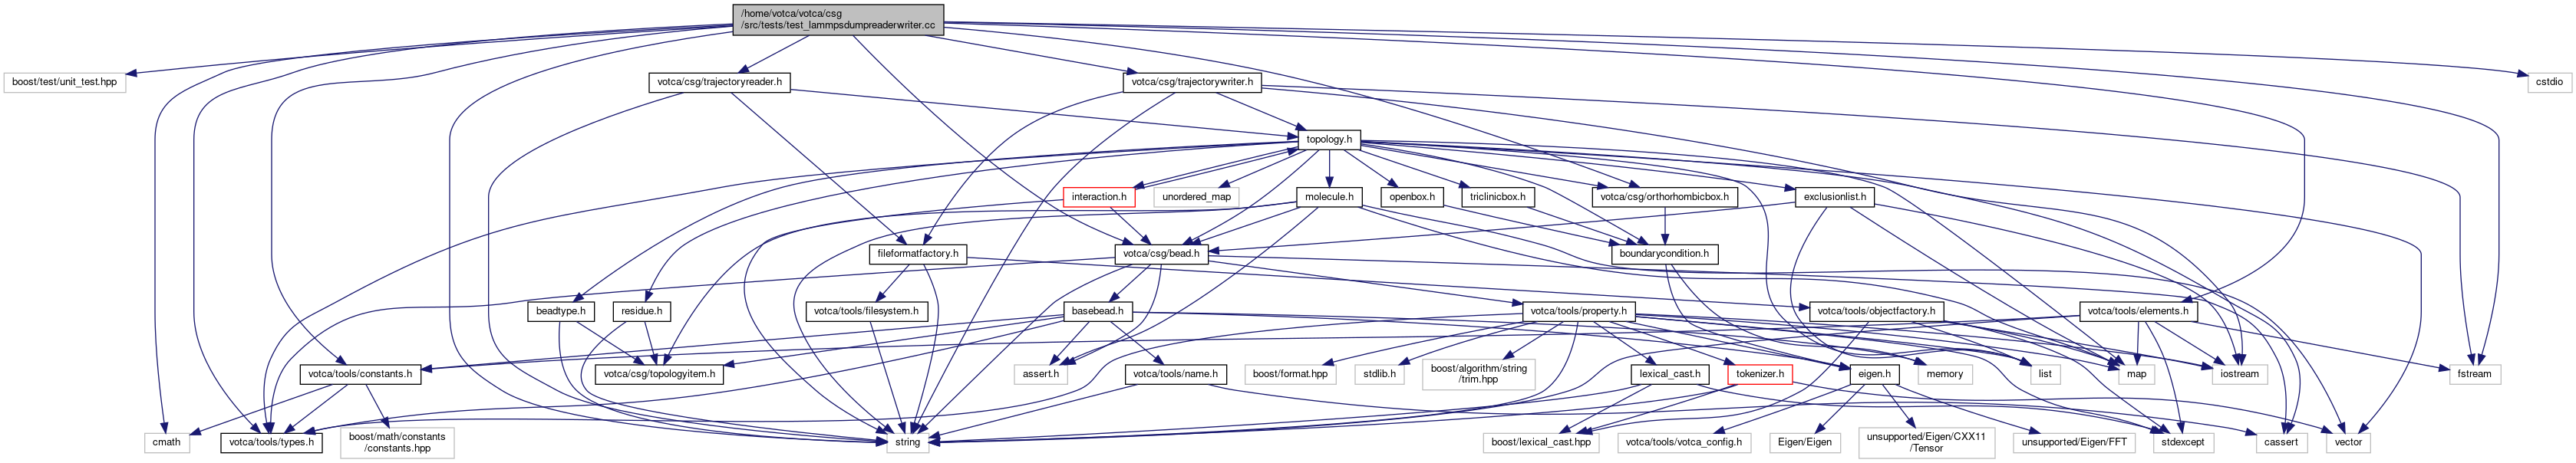 /home/votca/votca/csg
/src/tests/test_lammpsdumpreaderwriter.cc
boost/test/unit_test.hpp
votca/csg/trajectoryreader.h
votca/csg/trajectorywriter.h
cstdio
topology.h
interaction.h
unordered_map
molecule.h
openbox.h
triclinicbox.h
votca/csg/orthorhombicbox.h
exclusionlist.h
fileformatfactory.h
votca/csg/bead.h
boundarycondition.h
beadtype.h
residue.h
votca/tools/filesystem.h
basebead.h
votca/tools/property.h
votca/tools/objectfactory.h
votca/tools/elements.h
votca/tools/constants.h
votca/csg/topologyitem.h
assert.h
votca/tools/name.h
boost/format.hpp
stdlib.h
boost/algorithm/string
/trim.hpp
lexical_cast.h
tokenizer.h
eigen.h
memory
list
map
iostream
fstream
cmath
votca/tools/types.h
boost/math/constants
/constants.hpp
string
boost/lexical_cast.hpp
votca/tools/votca_config.h
Eigen/Eigen
unsupported/Eigen/CXX11
/Tensor
unsupported/Eigen/FFT
stdexcept
cassert
vector